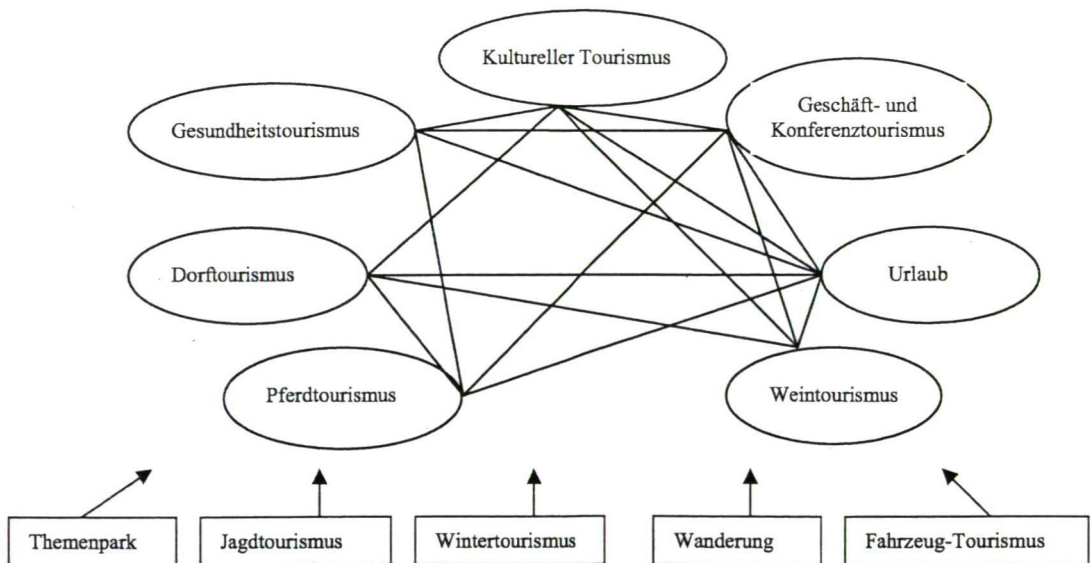 Kultureller Tourismus
Gesundheitstourismus
Geschäft- und
Konferenztourismus
Dorftourismus
Urlaub
Pferdtourismus
Weintourismus
Themenpark
Jagdtourismus
Wintertourismus
Wanderung
Fahrzeug-Tourismus